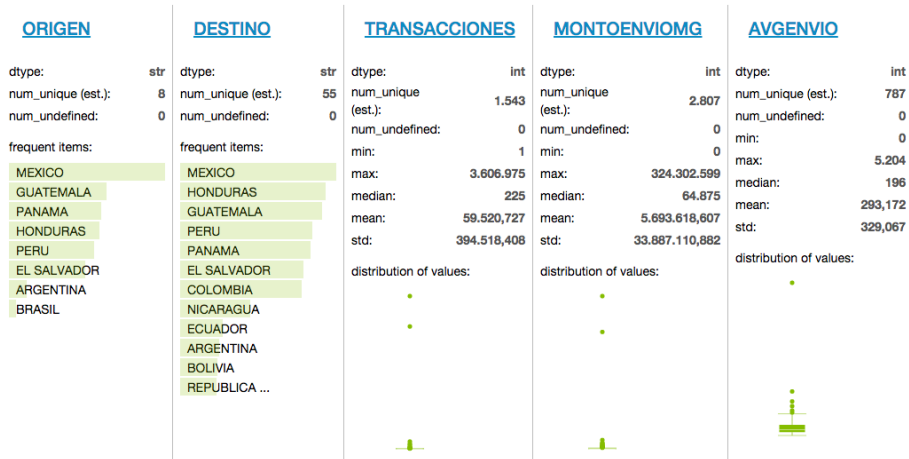 ORIGEN
dtype: str
num_unique (est.): 8
num_undefined: 0
frequent items:
MEXICO
GUATEMALA
PANAMA
HONDURAS
PERU
EL SALVADOR
ARGENTINA
BRASIL
DESTINO
dtype: str
num_unique (est.): 55
num_undefined: 0
frequent items:
MEXICO
HONDURAS
GUATEMALA
PERU
PANAMA
EL SALVADOR
COLOMBIA
NICARAGUA
ECUADOR
ARGENTINA
BOLIVIA
REPUBLICA ...
TRANSACCIONES
dtype: int
num_unique
(est.): 1.543
num_undefined: 0
min: 1
max: 3.606.975
median: 225
mean: 59.520,727
std: 394.518,408
distribution of values:
MONTOENVIOMG
dtype: int
num_unique
(est.): 2.807
num_undefined: 0
min: 0
max: 324.302.599
median: 64.875
mean: 5.693.618,607
std: 33.887.110,882
distribution of values:
AVGENVIO
dtype: int
num_unique (est.): 787
num_undefined: 0
min: 0
max: 5.204
median: 196
mean: 293,172
std: 329,067
distribution of values: